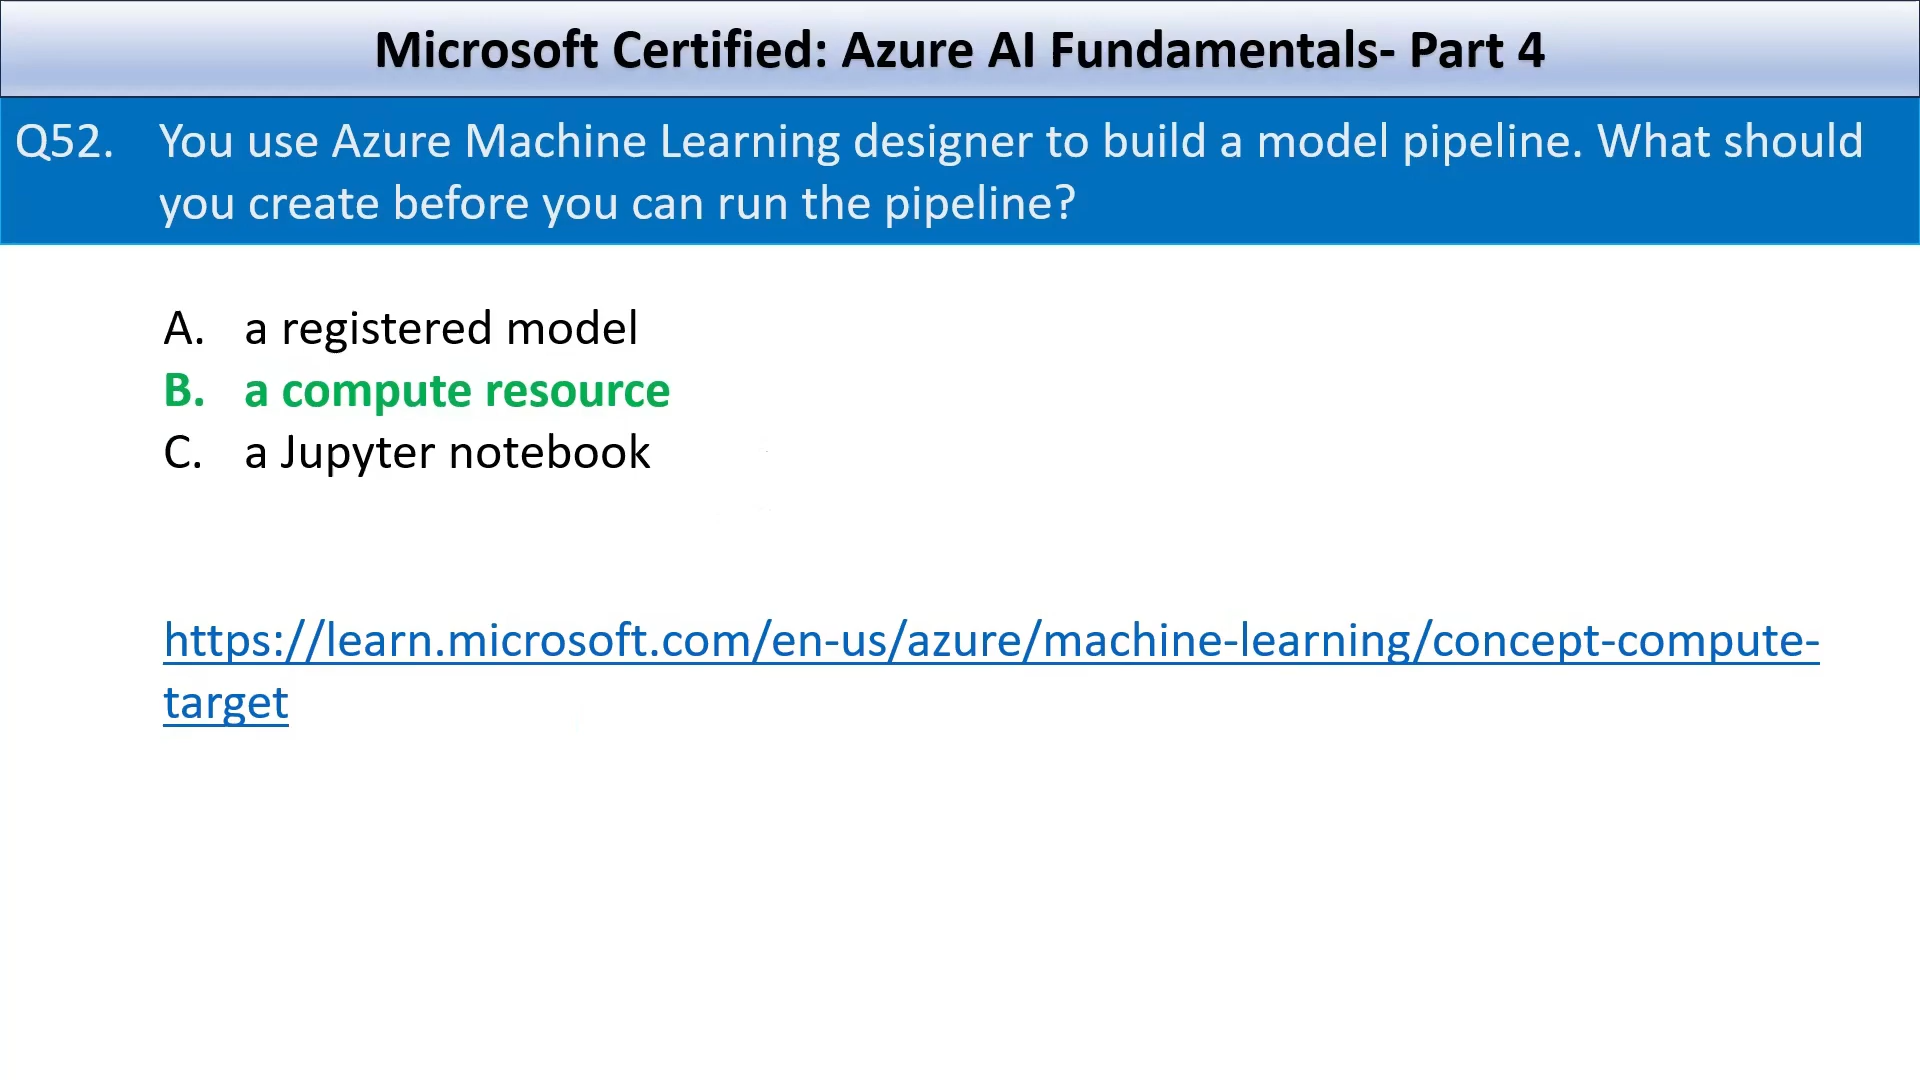 Microsoft Certified: Azure AI Fundamentals- Part 4
Q52. You use Azure Machine Learning designer to build a model pipeline. What should
you create before you can run the pipeline?
A. a registered model
B. a compute resource
C. a Jupyter notebook
https://learn.microsoft.com/en-us/azure/machine-learning/concept-compute-
target